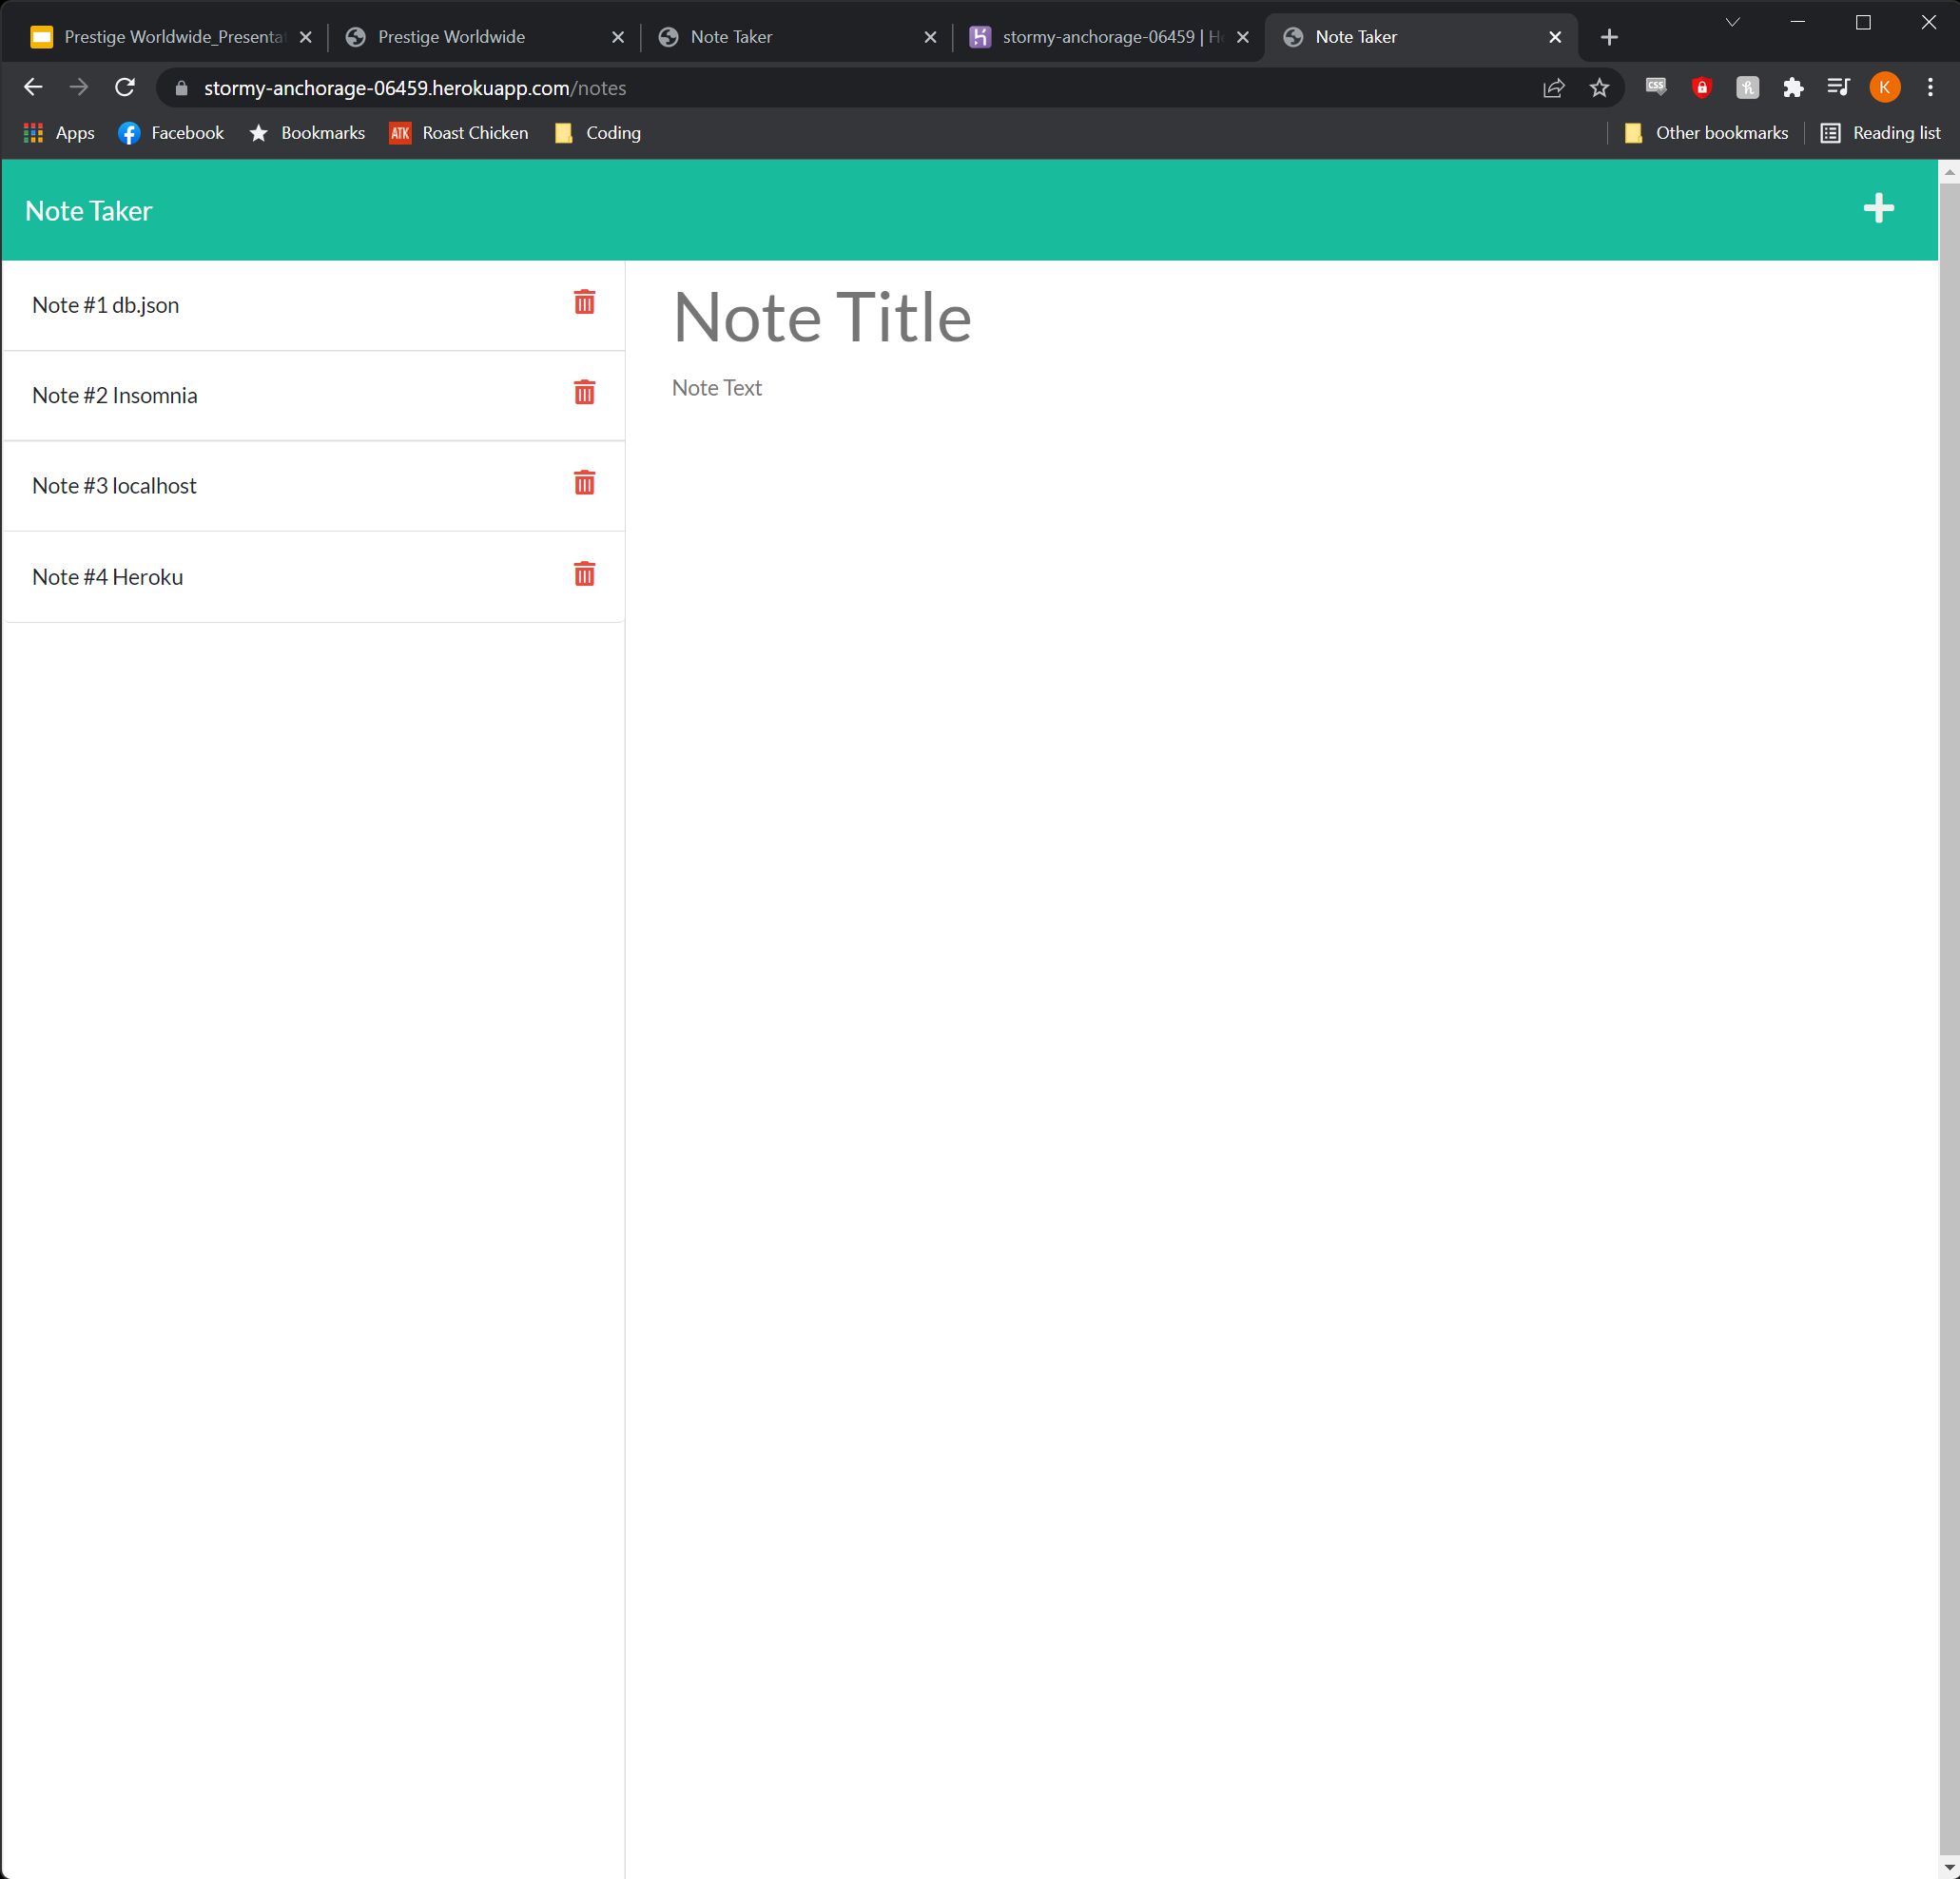 Prestige Worldwide_Presentat
Prestige Worldwide
Note Taker
stormy-anchorage-06459 | H
Note Taker
stormy-anchorage-06459.herokuapp.com/notes
CSS
K
Apps
Facebook
Bookmarks
ATK
Roast Chicken
Coding
Other bookmarks
Reading list
Note Taker
Note #1 db.json
Note #2 Insomnia
Note #3 localhost
Note #4 Heroku
Note Title
Note Text